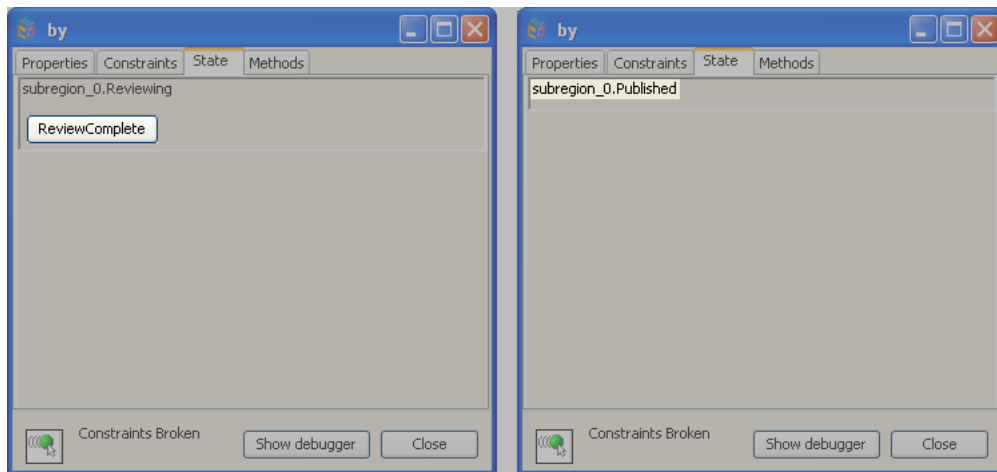 by
Properties Constraints State Methods
subregion_0.Reviewing
ReviewComplete
Constraints Broken
Show debugger Close
by
Properties Constraints State Methods
subregion_0.Published
Constraints Broken
Show debugger Close